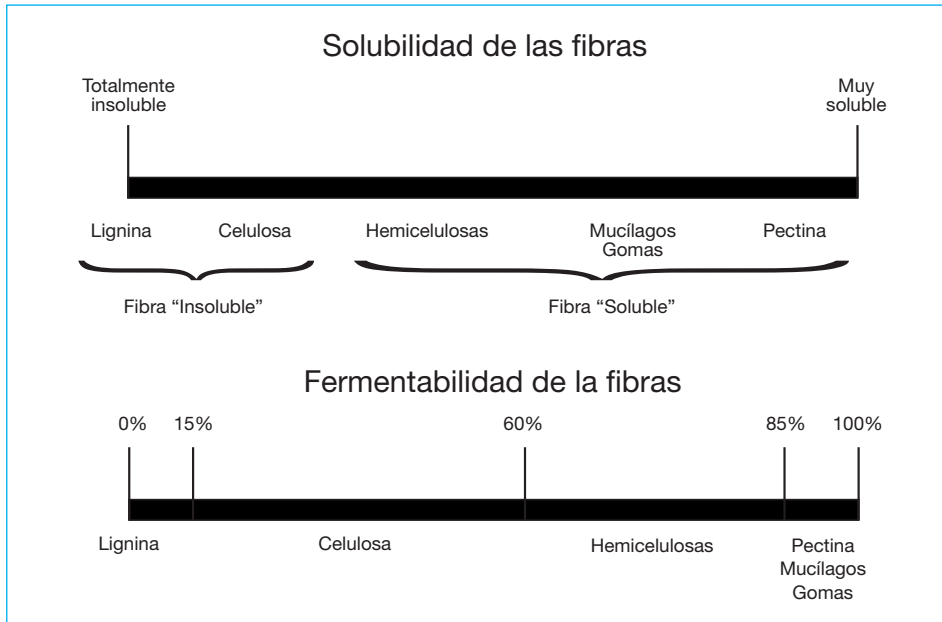 Solubilidad de las fibras
Totalmente
insoluble
Muy
soluble
Lignina
Celulosa
Hemicelulosas
Mucílagos
Gomas
Pectina
Fibra “Insoluble”
Fibra “Soluble”
Fermentabilidad de la fibras
0%
15%
60%
85%
100%
Lignina
Celulosa
Hemicelulosas
Pectina
Mucílagos
Gomas